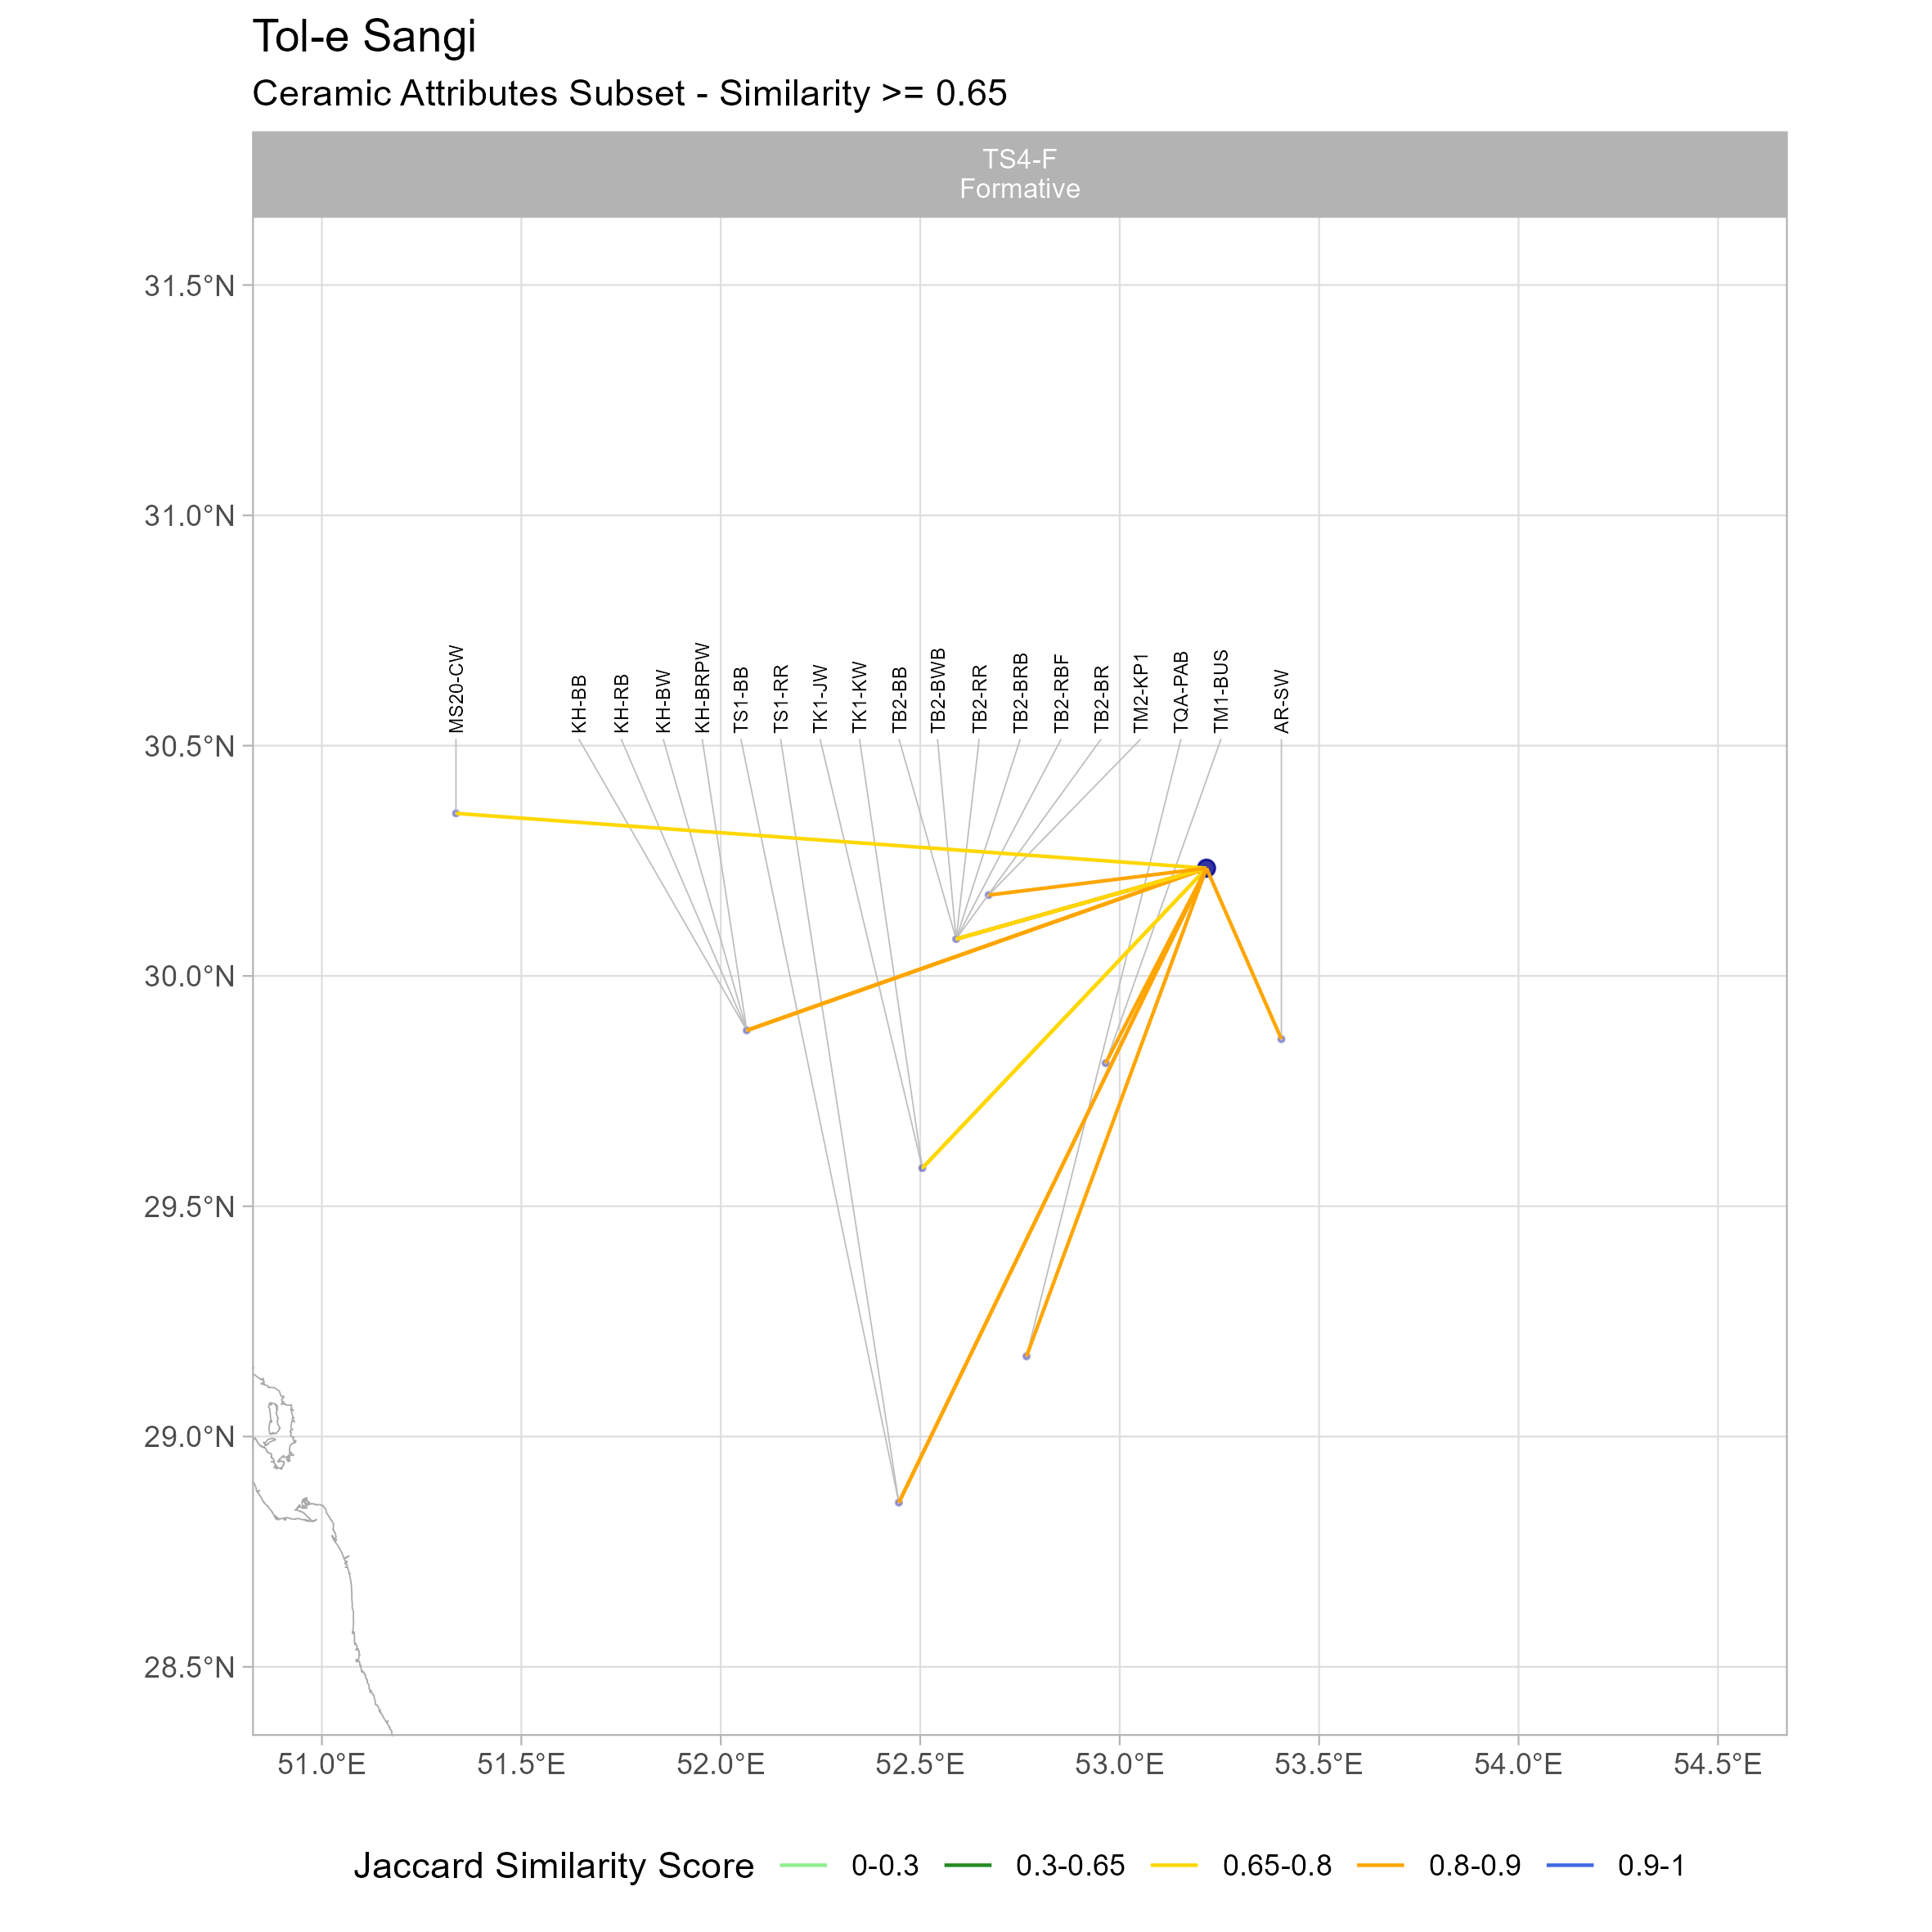 Tol-e Sangi
Ceramic Attributes Subset - Similarity >= 0.65
TS4-F
Formative
31.5°N
31.0°N
30.5°N
30.0°N
29.5°N
29.0°N
28.5°N
MS20-CW
KH-BB
KH-RB
KH-BW
KH-BRPW
TS1-BB
TS1-RR
TK1-JW
TK1-KW
TB2-BB
TB2-BWB
TB2-RR
TB2-BRB
TB2-RBF
TB2-BR
TM2-KP1
TQA-PAB
TM1-BUS
AR-SW
51.0°E 51.5°E 52.0°E 52.5°E 53.0°E 53.5°E 54.0°E 54.5°E
Jaccard Similarity Score 0-0.3 0.3-0.65 0.65-0.8 0.8-0.9 0.9-1